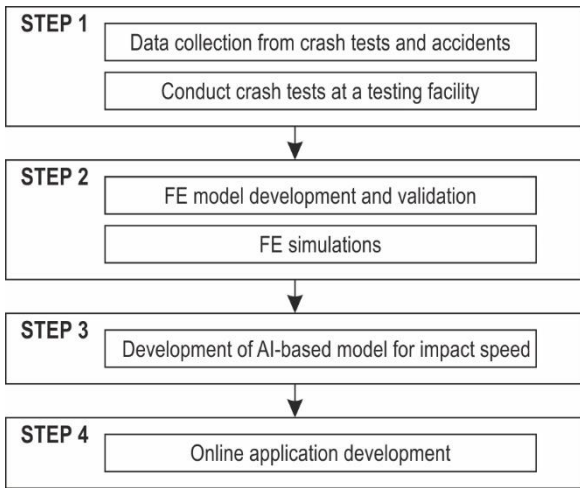 STEP 1
Data collection from crash tests and accidents
Conduct crash tests at a testing facility
STEP 2
FE model development and validation
FE simulations
STEP 3
Development of AI-based model for impact speed
STEP 4
Online application development